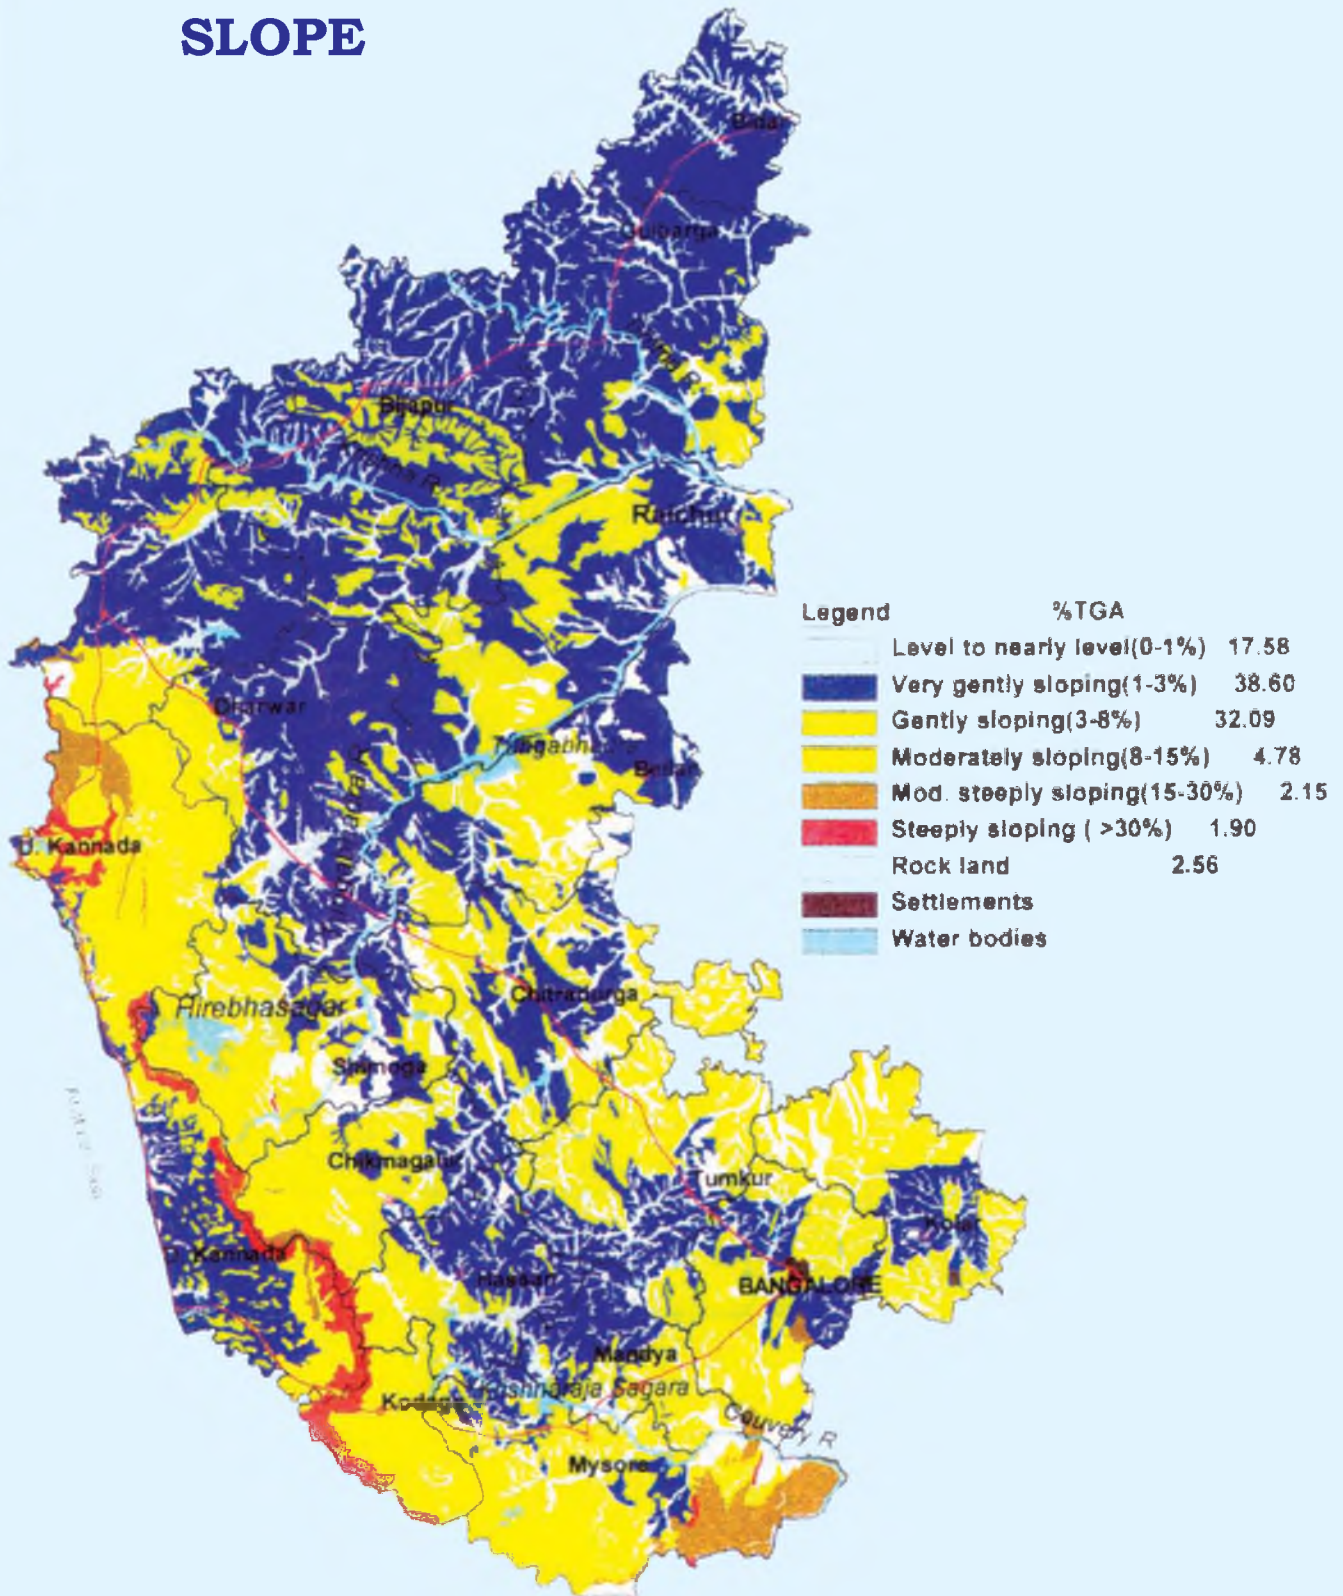 SLOPE
Bidar
Gulbarga
Bhima R.
Bijapur
Krishna R
Raichur
Legend %TGA
Level to nearly level(0-1%) 17.58
Very gently sloping(1-3%) 38.60
Gently sloping(3-8%) 32.09
Moderately sloping(8-15%) 4.78
Mod. steeply sloping(15-30%) 2.15
Steeply sloping ( >30%) 1.90
Rock land 2.56
Settlements
Water bodies
Dharwar
Tungabhadra
U. Kannada
Chitradurga
Hirebhasagar
Shimoga
Chikmagalur
Tumkur
Kolar
Kannada
Hassan
BANGALORE
Mandya
Krishnaraja Sagara
Cauvery R
Mysore